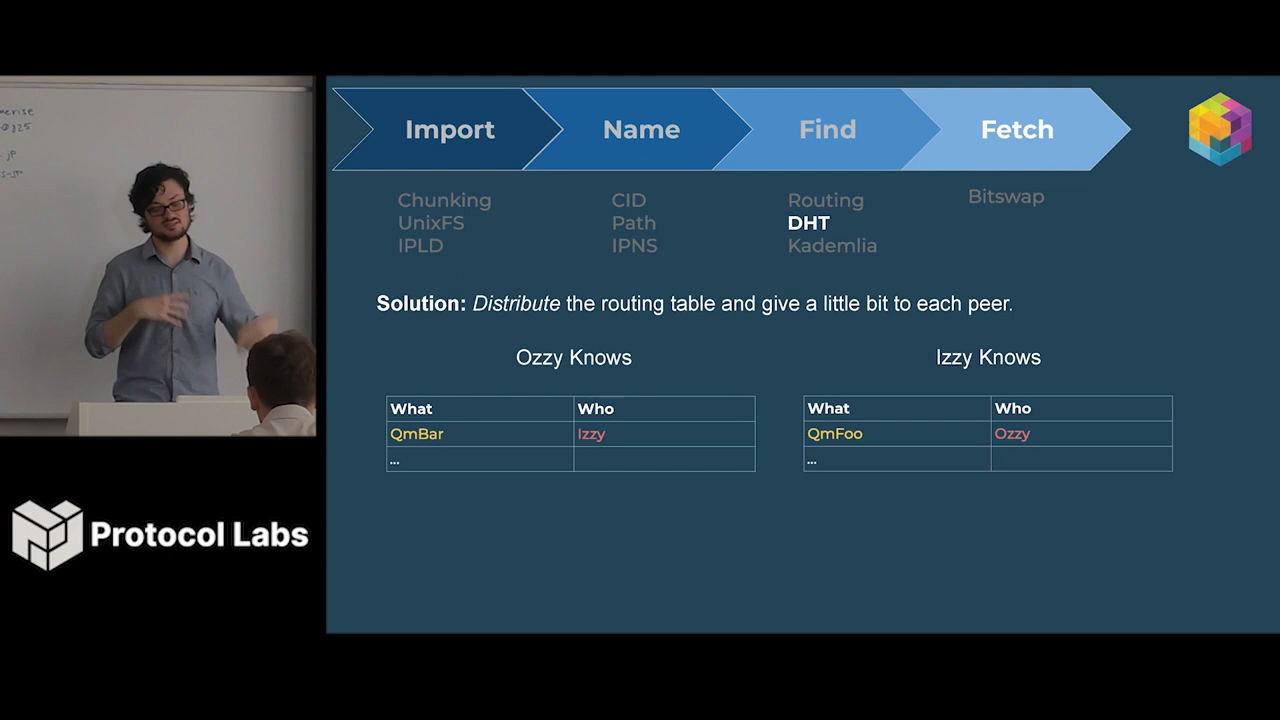 Import
Name
Find
Fetch
Chunking
UnixFS
IPLD
CID
Path
IPNS
Routing
DHT
Kademlia
Bitswap
Solution: Distribute the routing table and give a little bit to each peer.
Ozzy Knows
What Who
QmBar Izzy
...
Izzy Knows
What Who
QmFoo Ozzy
...
Protocol Labs